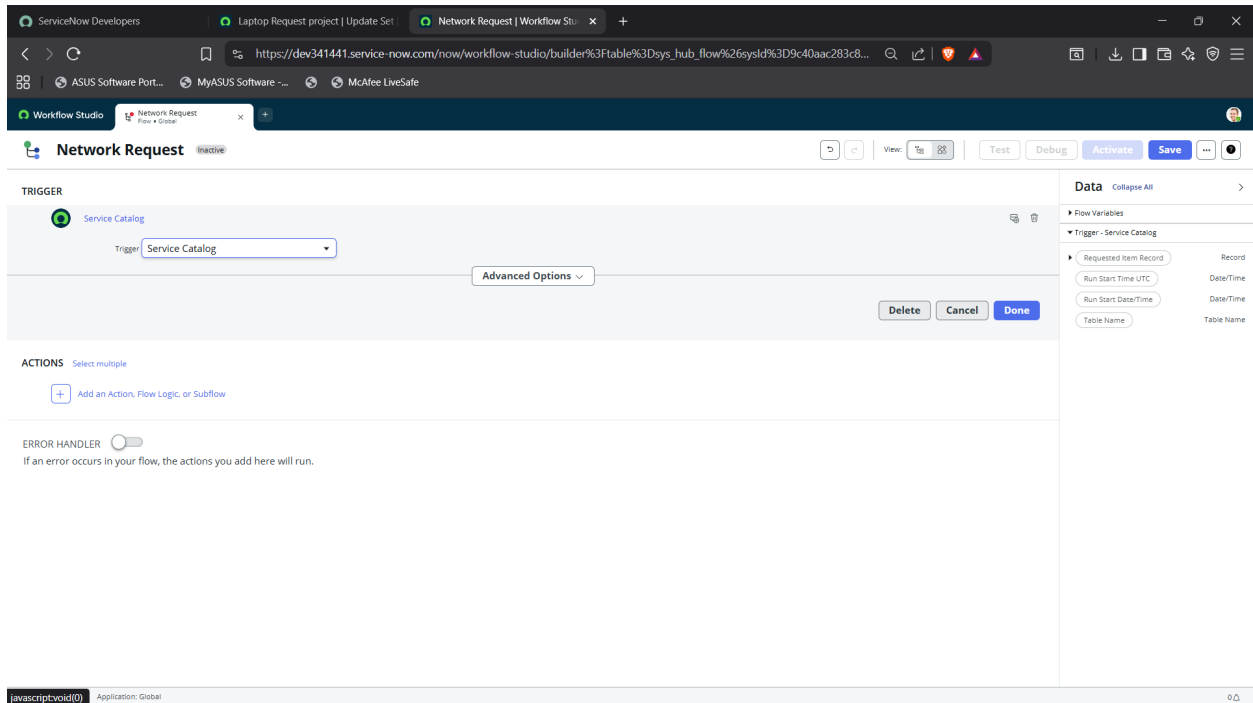 ServiceNow Developers
Laptop Request project | Update Set
Network Request | Workflow Stu
https://dev341441.service-now.com/now/workflow-studio/builder%3Ftable%3Dsys_hub_flow%26sysId%3D9c40aac283c8...
ASUS Software Port... MyASUS Software -... McAfee LiveSafe
Workflow Studio
Network Request
Flow • Global
Network Request Inactive
View: Test Debug Activate Save ...
TRIGGER
Service Catalog
Trigger Service Catalog
Advanced Options
Delete Cancel Done
ACTIONS Select multiple
+ Add an Action, Flow Logic, or Subflow
ERROR HANDLER
If an error occurs in your flow, the actions you add here will run.
Data Collapse All
Flow Variables
Trigger - Service Catalog
Requested Item Record Record
Run Start Time UTC Date/Time
Run Start Date/Time Date/Time
Table Name Table Name
javascript:void(0) Application: Global
0